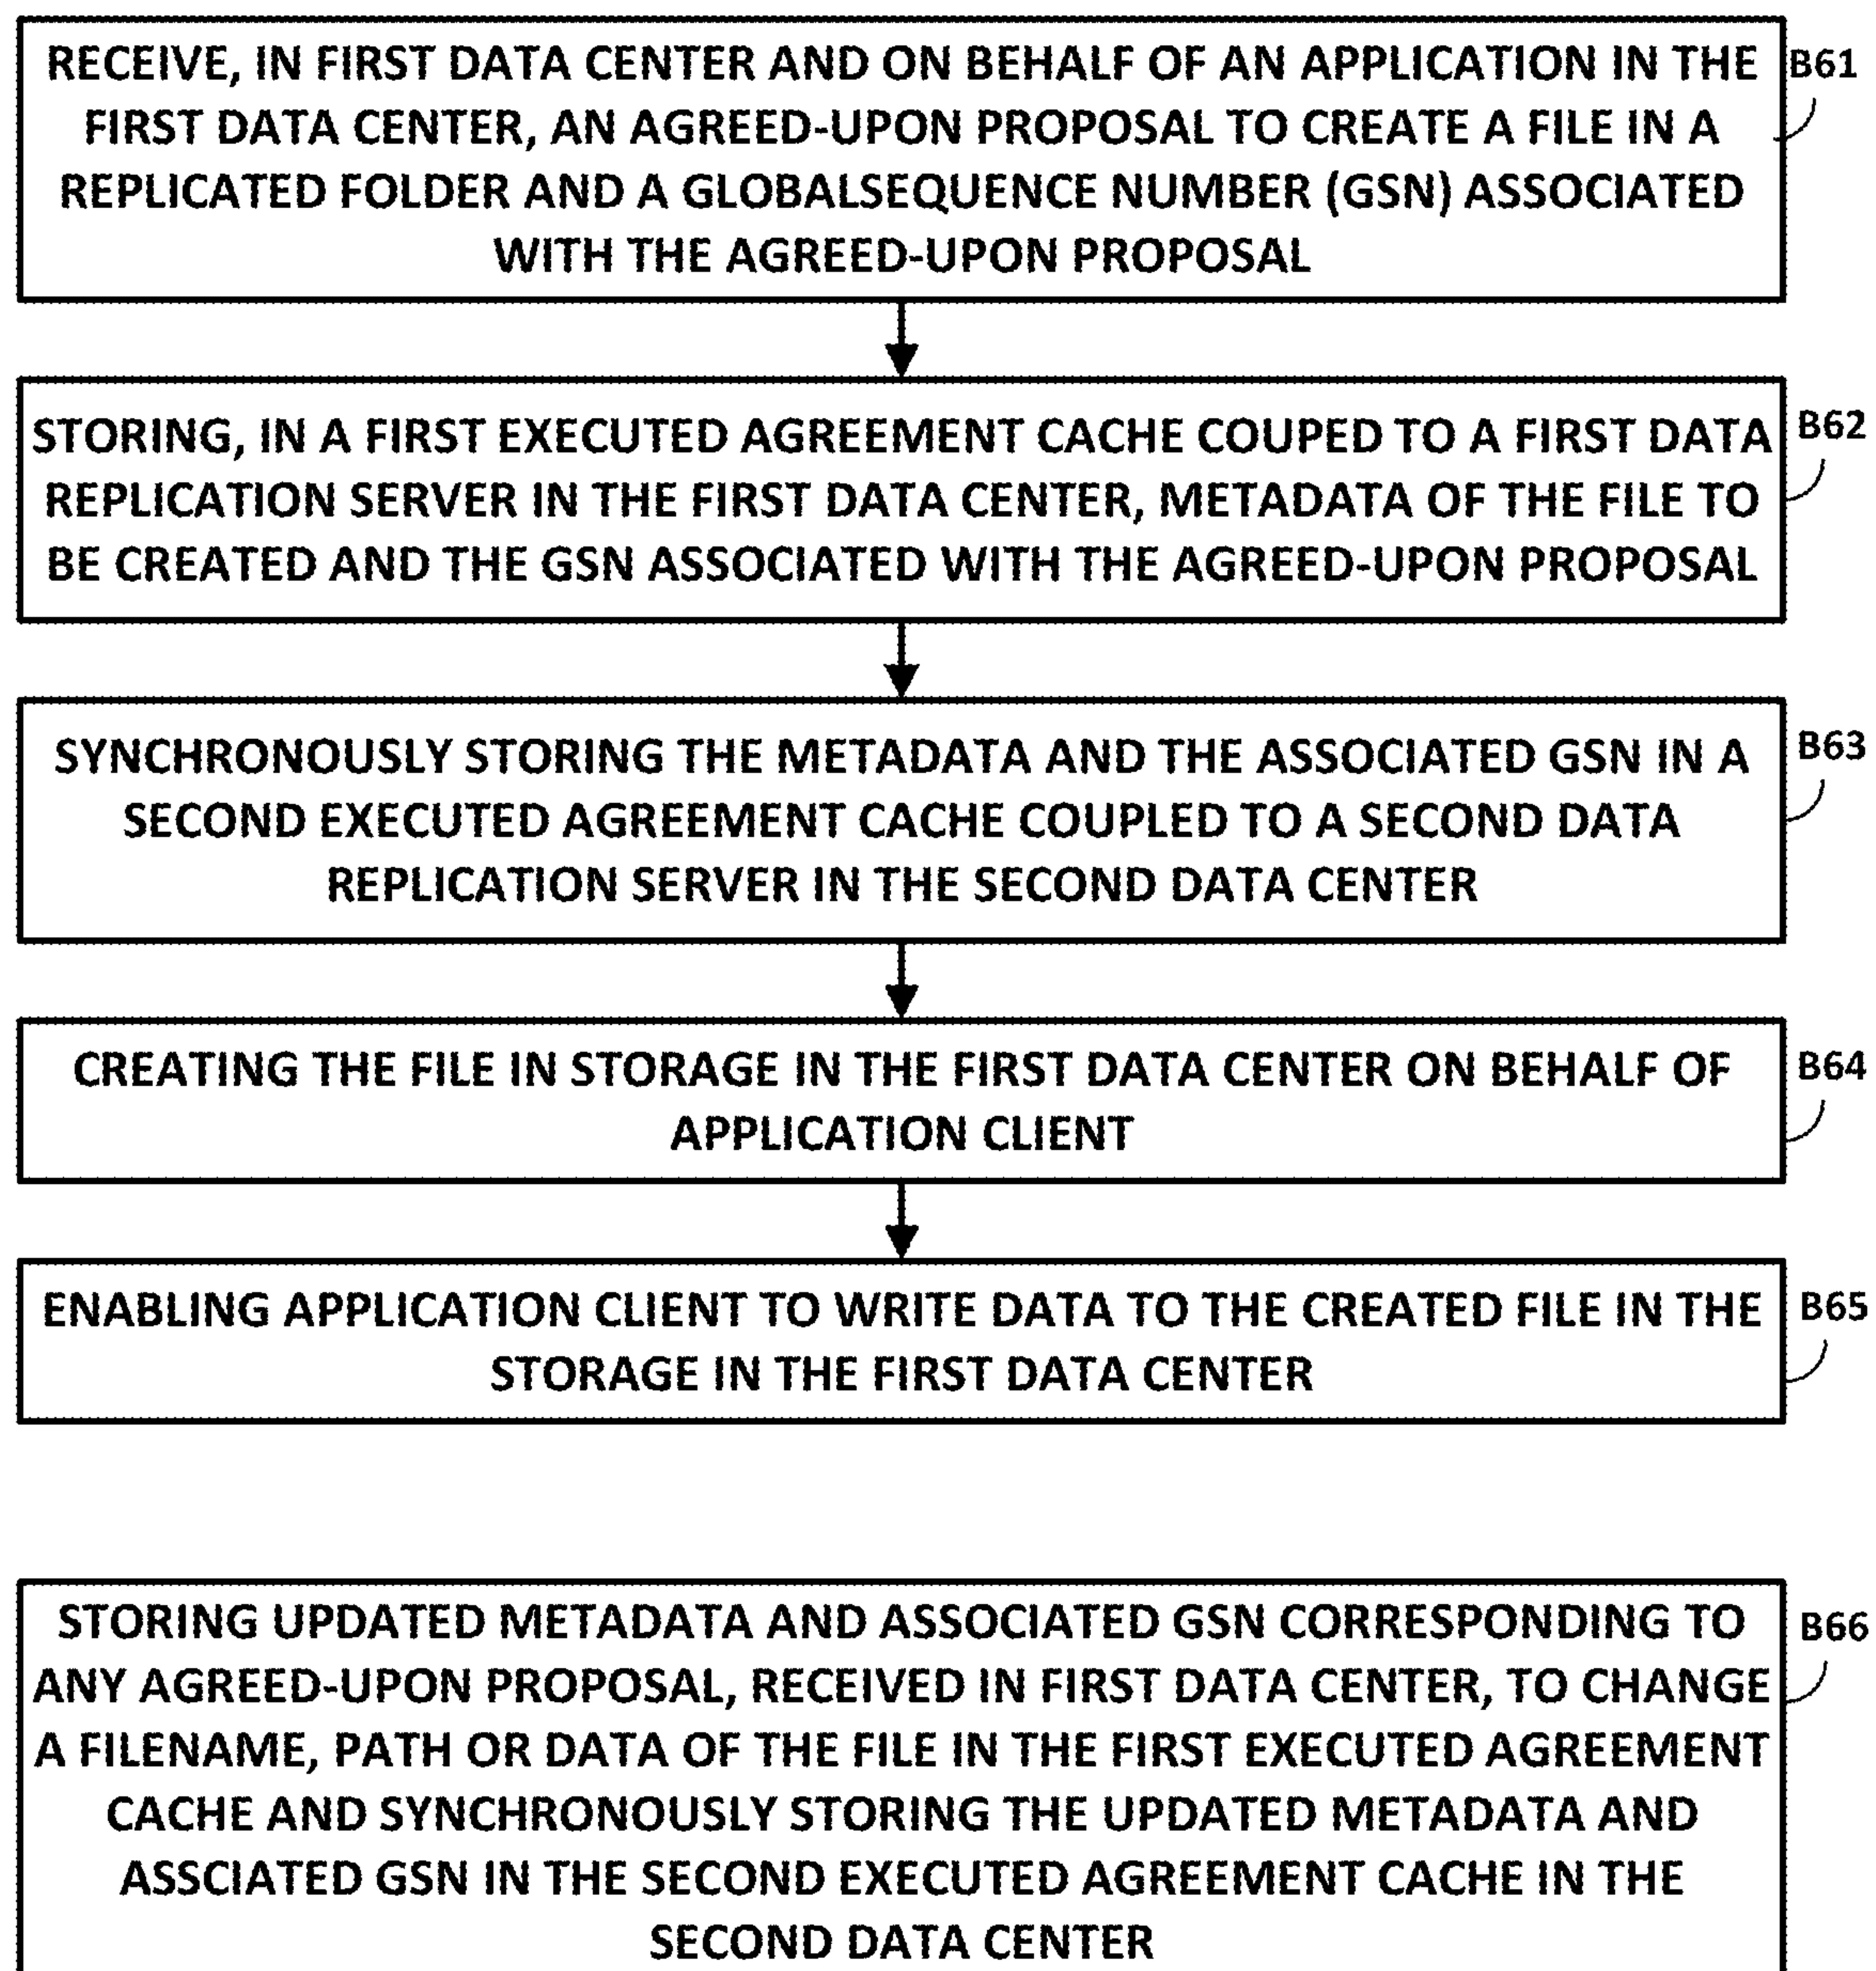 RECEIVE, IN FIRST DATA CENTER AND ON BEHALF OF AN APPLICATION IN THE
FIRST DATA CENTER, AN AGREED-UPON PROPOSAL TO CREATE A FILE IN A
REPLICATED FOLDER AND A GLOBALSEQUENCE NUMBER (GSN) ASSOCIATED
WITH THE AGREED-UPON PROPOSAL
B61
STORING, IN A FIRST EXECUTED AGREEMENT CACHE COUPED TO A FIRST DATA
REPLICATION SERVER IN THE FIRST DATA CENTER, METADATA OF THE FILE TO
BE CREATED AND THE GSN ASSOCIATED WITH THE AGREED-UPON PROPOSAL
B62
SYNCHRONOUSLY STORING THE METADATA AND THE ASSOCIATED GSN IN A
SECOND EXECUTED AGREEMENT CACHE COUPLED TO A SECOND DATA
REPLICATION SERVER IN THE SECOND DATA CENTER
B63
CREATING THE FILE IN STORAGE IN THE FIRST DATA CENTER ON BEHALF OF
APPLICATION CLIENT
B64
ENABLING APPLICATION CLIENT TO WRITE DATA TO THE CREATED FILE IN THE
STORAGE IN THE FIRST DATA CENTER
B65
STORING UPDATED METADATA AND ASSOCIATED GSN CORRESPONDING TO
ANY AGREED-UPON PROPOSAL, RECEIVED IN FIRST DATA CENTER, TO CHANGE
A FILENAME, PATH OR DATA OF THE FILE IN THE FIRST EXECUTED AGREEMENT
CACHE AND SYNCHRONOUSLY STORING THE UPDATED METADATA AND
ASSCIATED GSN IN THE SECOND EXECUTED AGREEMENT CACHE IN THE
SECOND DATA CENTER
B66